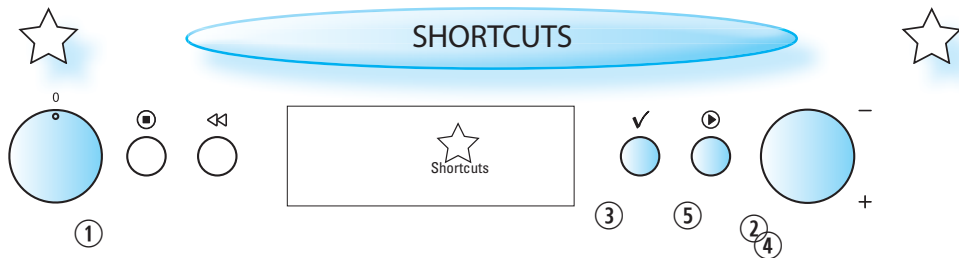 SHORTCUTS
0
Shortcuts
−
+
① ③ ⑤ ② ④